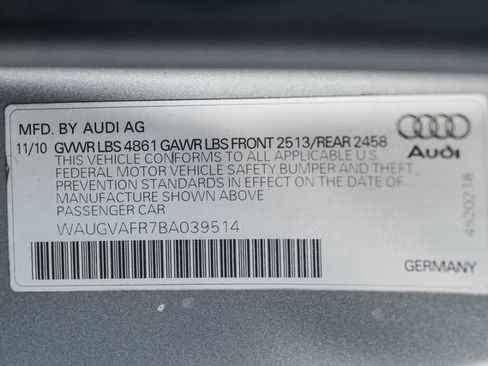 MFD. BY AUDI AG
11/10 GVWR LBS 4861 GAWR LBS FRONT 2513/REAR 2458
THIS VEHICLE CONFORMS TO ALL APPLICABLE U.S.
FEDERAL MOTOR VEHICLE SAFETY BUMPER AND THEFT
PREVENTION STANDARDS IN EFFECT ON THE DATE OF
MANUFACTURE SHOWN ABOVE
PASSENGER CAR
WAUGVAFR7BA039514
Audi
4520218
GERMANY